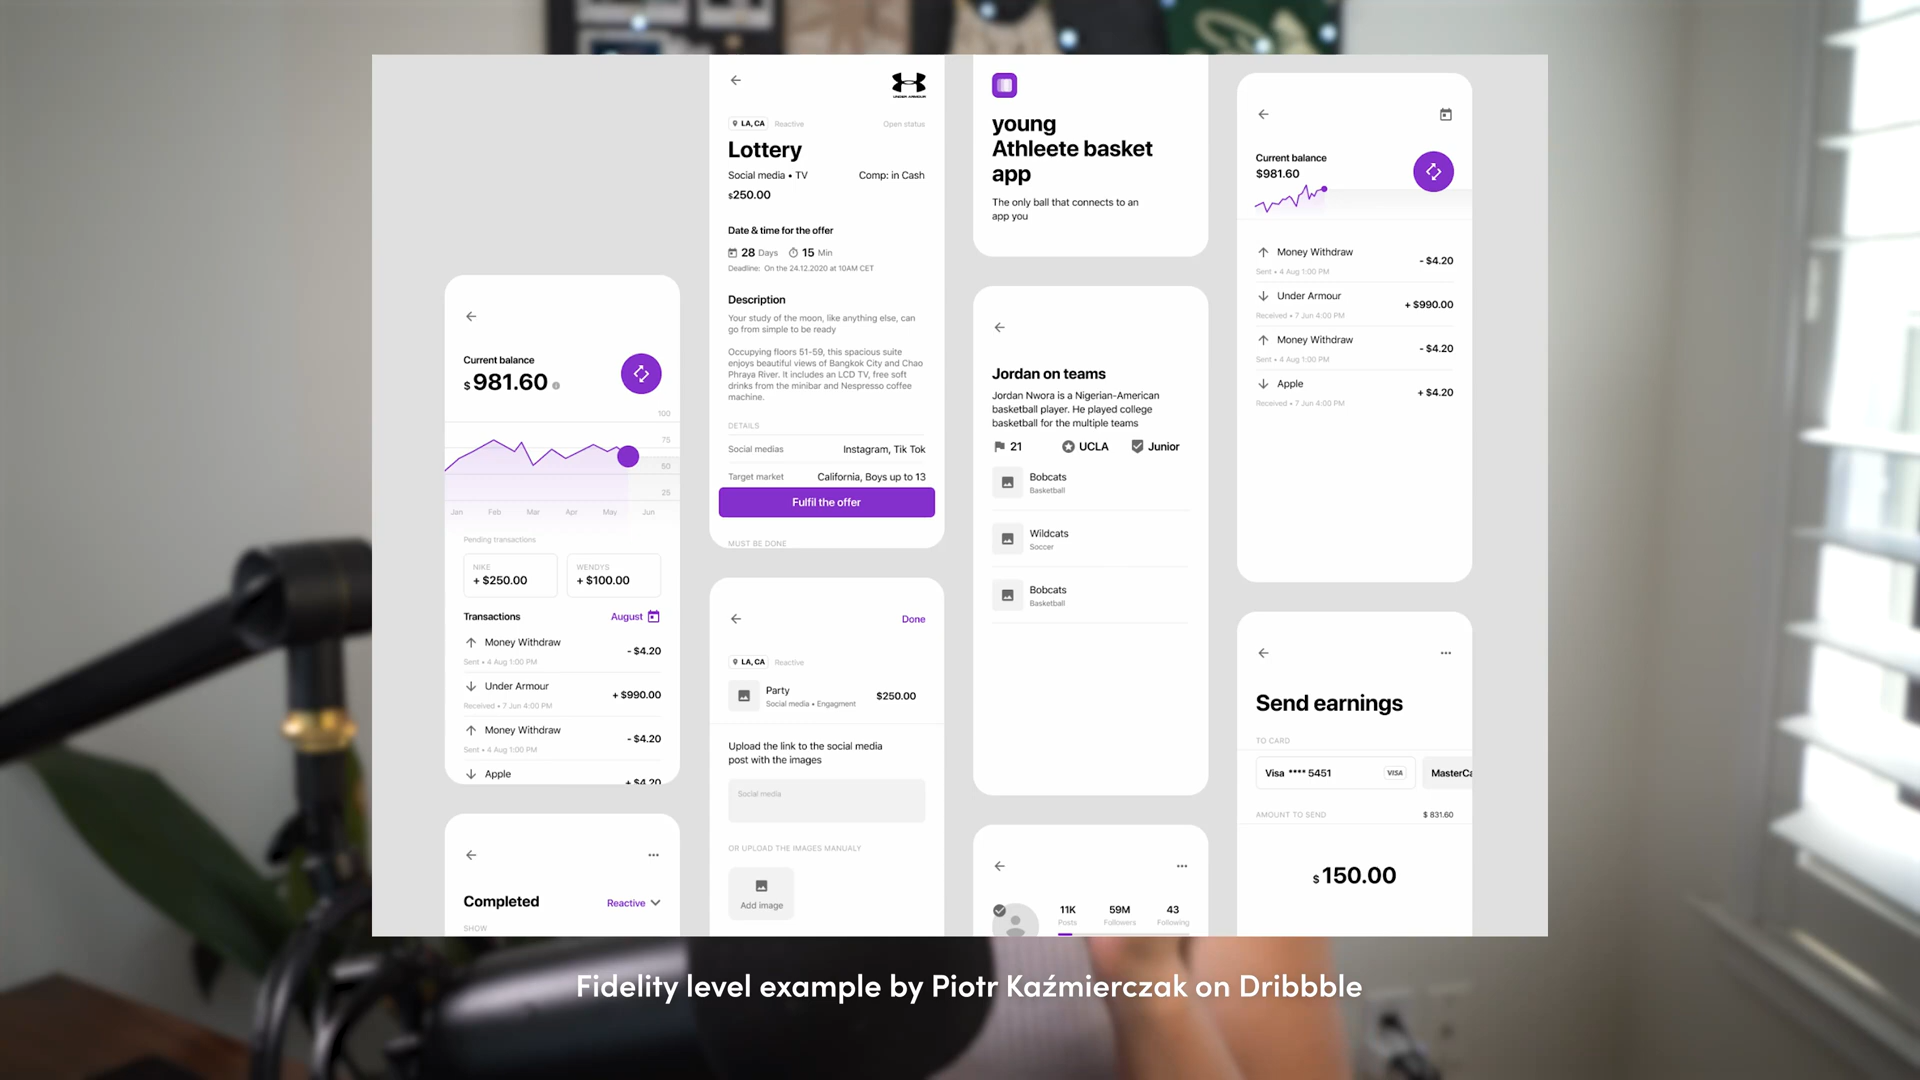 Current balance
$ 981.60
100
75
50
25
Jan Feb Mar Apr May Jun
Pending transactions
NIKE
+ $250.00
WENDYS
+ $100.00
Transactions
August
Money Withdraw
- $4.20
Sent • 4 Aug 1:00 PM
Under Armour
+ $990.00
Received • 7 Jun 4:00 PM
Money Withdraw
- $4.20
Sent • 4 Aug 1:00 PM
Apple
+ $4.20
Completed
Reactive
SHOW
UNDER ARMOUR
LA, CA Reactive
Open status
Lottery
Social media • TV
Comp: in Cash
$250.00
Date & time for the offer
28 Days 15 Min
Deadline: On the 24.12.2020 at 10AM CET
Description
Your study of the moon, like anything else, can
go from simple to be ready
Occupying floors 51-59, this spacious suite
enjoys beautiful views of Bangkok City and Chao
Phraya River. It includes an LCD TV, free soft
drinks from the minibar and Nespresso coffee
machine.
DETAILS
Social medias Instagram, Tik Tok
Target market California, Boys up to 13
Fulfil the offer
MUST BE DONE
Done
LA, CA Reactive
Party
Social media • Engagment
$250.00
Upload the link to the social media
post with the images
Social media
OR UPLOAD THE IMAGES MANUALY
Add image
young
Athleete basket
app
The only ball that connects to an
app you
Jordan on teams
Jordan Nwora is a Nigerian-American
basketball player. He played college
basketball for the multiple teams
21 UCLA Junior
Bobcats
Basketball
Wildcats
Soccer
Bobcats
Basketball
11K 59M 43
Posts Followers Following
Current balance
$981.60
Money Withdraw
- $4.20
Sent • 4 Aug 1:00 PM
Under Armour
+ $990.00
Received • 7 Jun 4:00 PM
Money Withdraw
- $4.20
Sent • 4 Aug 1:00 PM
Apple
+ $4.20
Received • 7 Jun 4:00 PM
Send earnings
TO CARD
Visa **** 5451 VISA
MasterCa
AMOUNT TO SEND $ 831.60
$ 150.00
Fidelity level example by Piotr Kaźmierczak on Dribbble